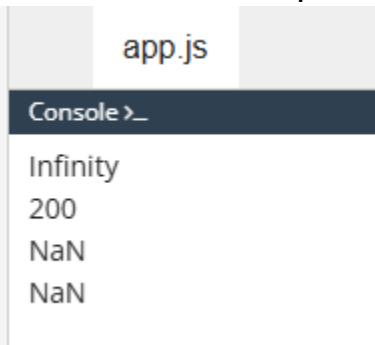 app.js
Console >_
Infinity
200
NaN
NaN